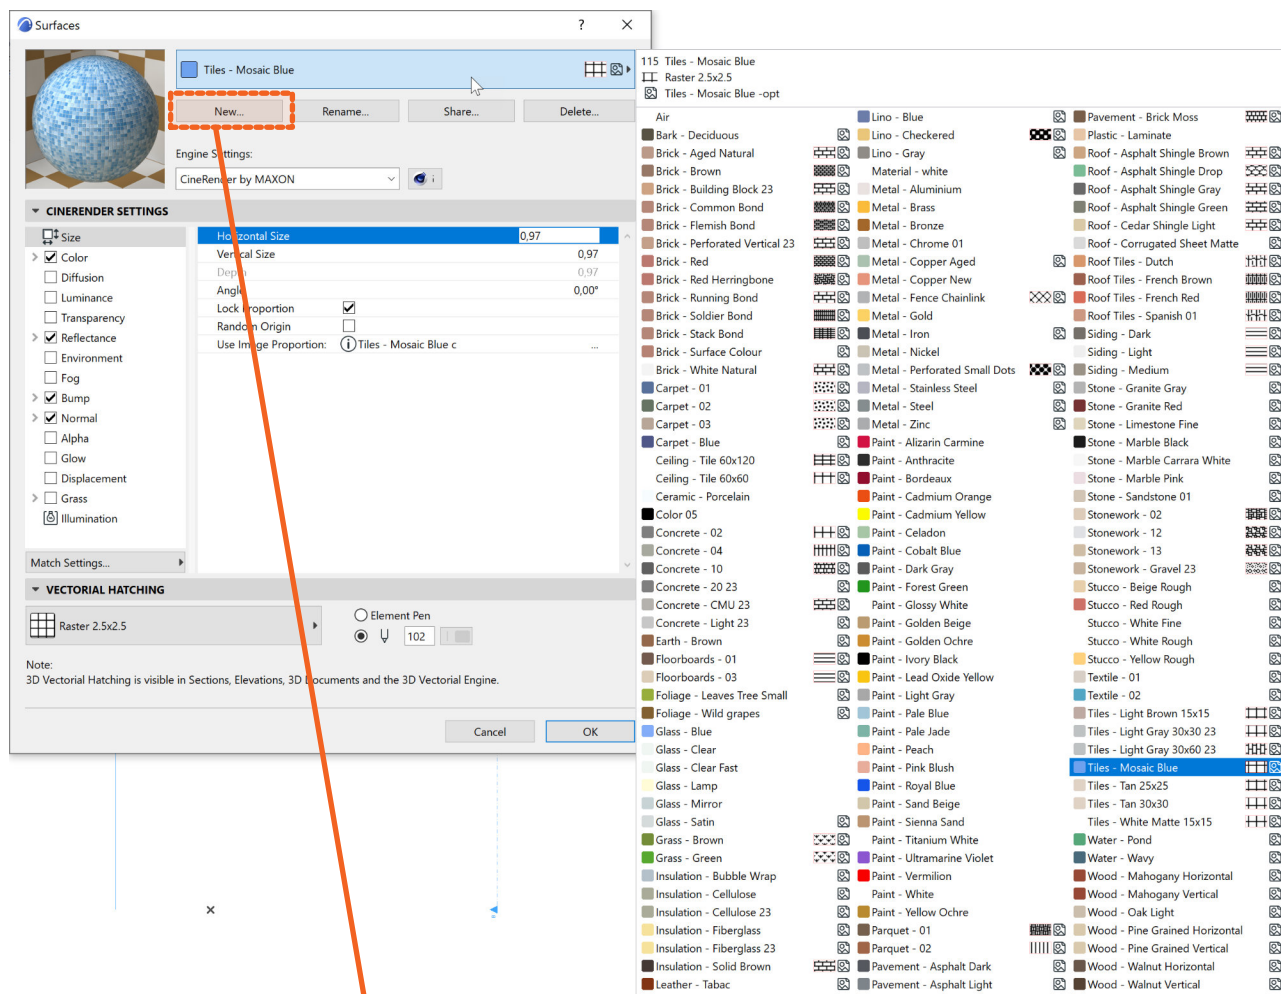 Surfaces
?
Tiles - Mosaic Blue
New...
Rename...
Share...
Delete...
Engine Settings:
CineRender by MAXON
i
CINERENDER SETTINGS
Size
Color
Diffusion
Luminance
Transparency
Reflectance
Environment
Fog
Bump
Normal
Alpha
Glow
Displacement
Grass
Illumination
Match Settings...
Horizontal Size 0,97
Vertical Size 0,97
Depth 0,97
Angle 0,00°
Lock Proportion
Random Origin
Use Image Proportion: i Tiles - Mosaic Blue c ...
VECTORIAL HATCHING
Raster 2.5x2.5
Element Pen
102
Note:
3D Vectorial Hatching is visible in Sections, Elevations, 3D Documents and the 3D Vectorial Engine.
Cancel
OK
115 Tiles - Mosaic Blue
Raster 2.5x2.5
Tiles - Mosaic Blue -opt
Air
Bark - Deciduous
Brick - Aged Natural
Brick - Brown
Brick - Building Block 23
Brick - Common Bond
Brick - Flemish Bond
Brick - Perforated Vertical 23
Brick - Red
Brick - Red Herringbone
Brick - Running Bond
Brick - Soldier Bond
Brick - Stack Bond
Brick - Surface Colour
Brick - White Natural
Carpet - 01
Carpet - 02
Carpet - 03
Carpet - Blue
Ceiling - Tile 60x120
Ceiling - Tile 60x60
Ceramic - Porcelain
Color 05
Concrete - 02
Concrete - 04
Concrete - 10
Concrete - 20 23
Concrete - CMU 23
Concrete - Light 23
Earth - Brown
Floorboards - 01
Floorboards - 03
Foliage - Leaves Tree Small
Foliage - Wild grapes
Glass - Blue
Glass - Clear
Glass - Clear Fast
Glass - Lamp
Glass - Mirror
Glass - Satin
Grass - Brown
Grass - Green
Insulation - Bubble Wrap
Insulation - Cellulose
Insulation - Cellulose 23
Insulation - Fiberglass
Insulation - Fiberglass 23
Insulation - Solid Brown
Leather - Tabac
Lino - Blue
Lino - Checkered
Lino - Gray
Material - white
Metal - Aluminium
Metal - Brass
Metal - Bronze
Metal - Chrome 01
Metal - Copper Aged
Metal - Copper New
Metal - Fence Chainlink
Metal - Gold
Metal - Iron
Metal - Nickel
Metal - Perforated Small Dots
Metal - Stainless Steel
Metal - Steel
Metal - Zinc
Paint - Alizarin Carmine
Paint - Anthracite
Paint - Bordeaux
Paint - Cadmium Orange
Paint - Cadmium Yellow
Paint - Celadon
Paint - Cobalt Blue
Paint - Dark Gray
Paint - Forest Green
Paint - Glossy White
Paint - Golden Beige
Paint - Golden Ochre
Paint - Ivory Black
Paint - Lead Oxide Yellow
Paint - Light Gray
Paint - Pale Blue
Paint - Pale Jade
Paint - Peach
Paint - Pink Blush
Paint - Royal Blue
Paint - Sand Beige
Paint - Sienna Sand
Paint - Titanium White
Paint - Ultramarine Violet
Paint - Vermilion
Paint - White
Paint - Yellow Ochre
Parquet - 01
Parquet - 02
Pavement - Asphalt Dark
Pavement - Asphalt Light
Pavement - Brick Moss
Plastic - Laminate
Roof - Asphalt Shingle Brown
Roof - Asphalt Shingle Drop
Roof - Asphalt Shingle Gray
Roof - Asphalt Shingle Green
Roof - Cedar Shingle Light
Roof - Corrugated Sheet Matte
Roof Tiles - Dutch
Roof Tiles - French Brown
Roof Tiles - French Red
Roof Tiles - Spanish 01
Siding - Dark
Siding - Light
Siding - Medium
Stone - Granite Gray
Stone - Granite Red
Stone - Limestone Fine
Stone - Marble Black
Stone - Marble Carrara White
Stone - Marble Pink
Stone - Sandstone 01
Stonework - 02
Stonework - 12
Stonework - 13
Stonework - Gravel 23
Stucco - Beige Rough
Stucco - Red Rough
Stucco - White Fine
Stucco - White Rough
Stucco - Yellow Rough
Textile - 01
Textile - 02
Tiles - Light Brown 15x15
Tiles - Light Gray 30x30 23
Tiles - Light Gray 30x60 23
Tiles - Mosaic Blue
Tiles - Tan 25x25
Tiles - Tan 30x30
Tiles - White Matte 15x15
Water - Pond
Water - Wavy
Wood - Mahogany Horizontal
Wood - Mahogany Vertical
Wood - Oak Light
Wood - Pine Grained Horizontal
Wood - Pine Grained Vertical
Wood - Walnut Horizontal
Wood - Walnut Vertical